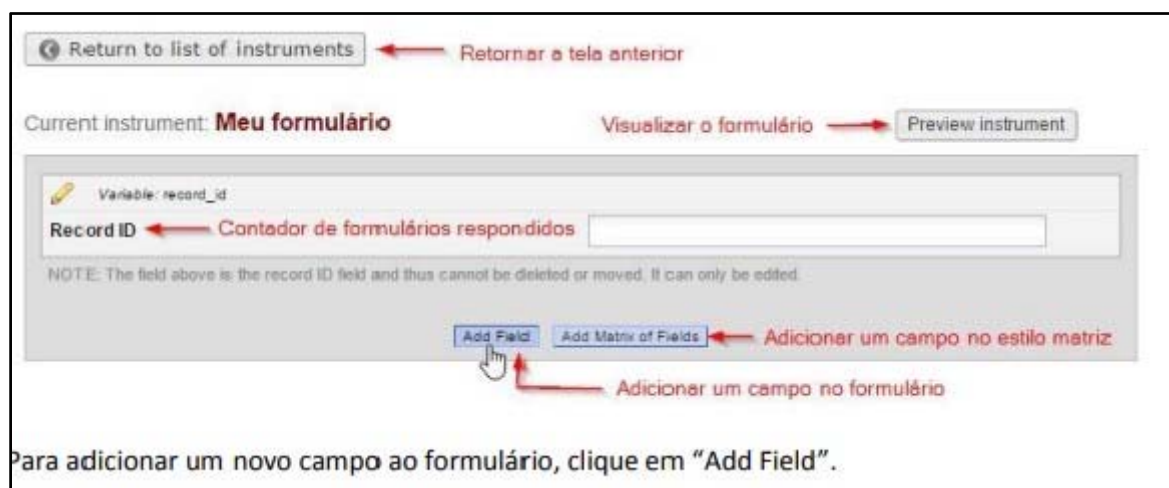 Return to list of instruments Retornar a tela anterior
Current instrument: Meu formulário Visualizar o formulário Preview instrument
Variable: record_id
Record ID Contador de formulários respondidos
NOTE: The field above is the record ID field and thus cannot be deleted or moved. It can only be edited.
Add Field Add Matrix of Fields Adicionar um campo no estilo matriz
Adicionar um campo no formulário
Para adicionar um novo campo ao formulário, clique em “Add Field”.